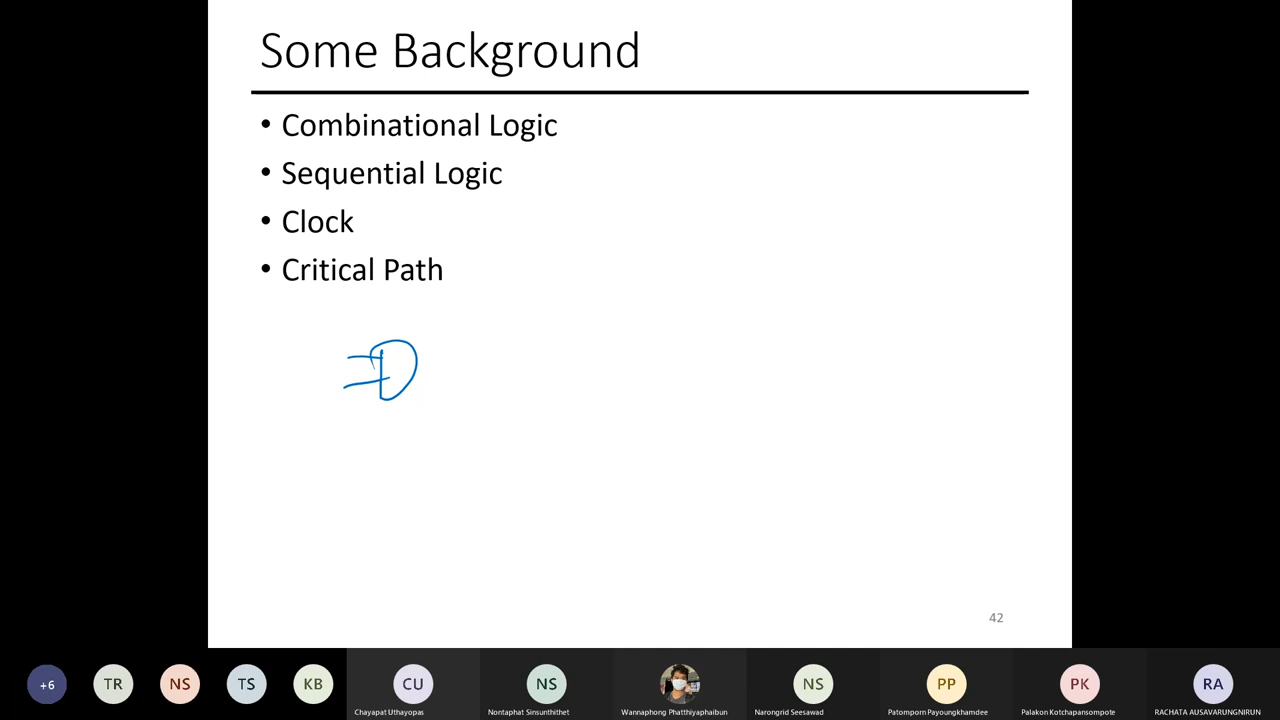 Some Background
• Combinational Logic
• Sequential Logic
• Clock
• Critical Path
42
+6
TR
NS
TS
KB
CU
NS
NS
PP
PK
RA
Chayapat Uthayopas
Nontaphat Sinsunthithet
Wannaphong Phatthiyaphaibun
Narongrid Seesawad
Patomporn Payoungkhamdee
Palakon Kotchapansompote
RACHATA AUSAVARUNGNIRUN